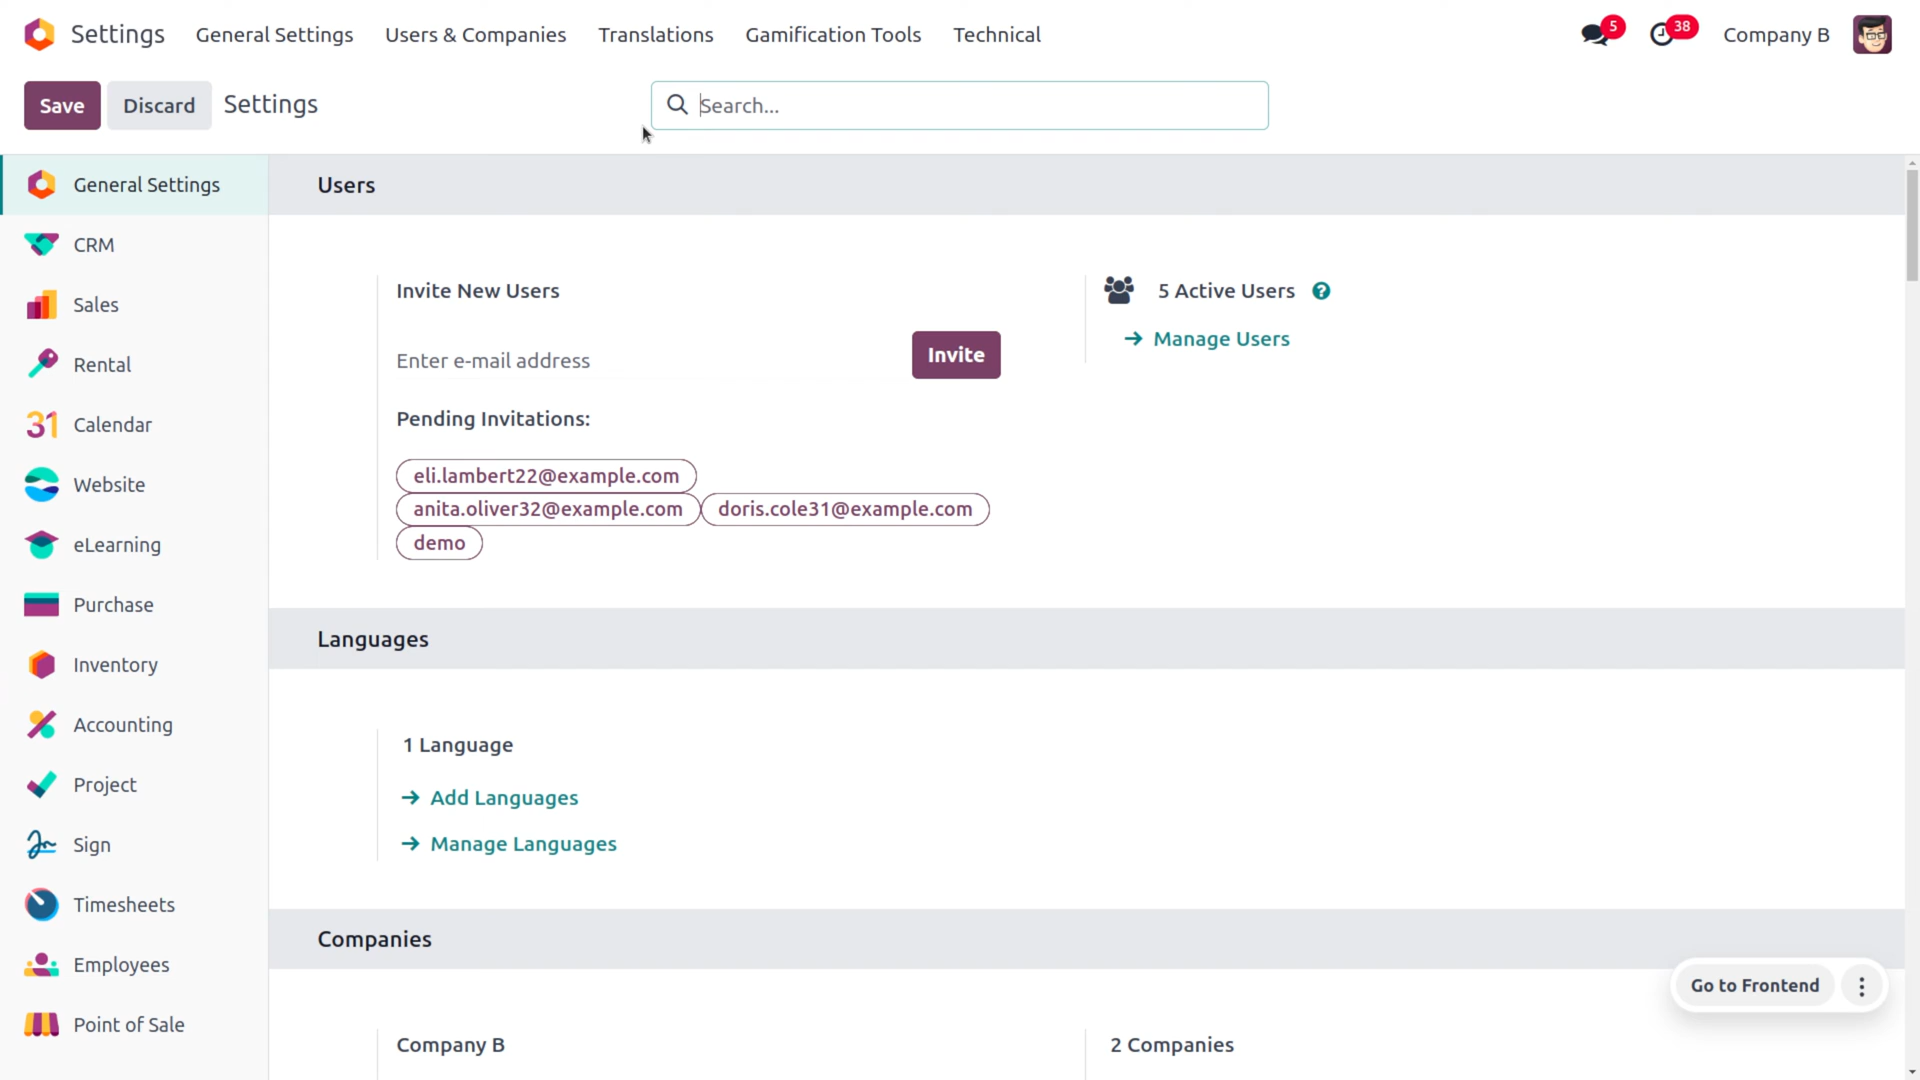 Settings General Settings Users & Companies Translations Gamification Tools Technical 5 38 Company B
Save Discard Settings Search...
General Settings
CRM
Sales
Rental
31 Calendar
Website
eLearning
Purchase
Inventory
Accounting
Project
Sign
Timesheets
Employees
Point of Sale
Users
Invite New Users
Enter e-mail address Invite
Pending Invitations:
eli.lambert22@example.com
anita.oliver32@example.com doris.cole31@example.com
demo
5 Active Users ?
→ Manage Users
Languages
1 Language
→ Add Languages
→ Manage Languages
Companies
Company B
2 Companies
Go to Frontend